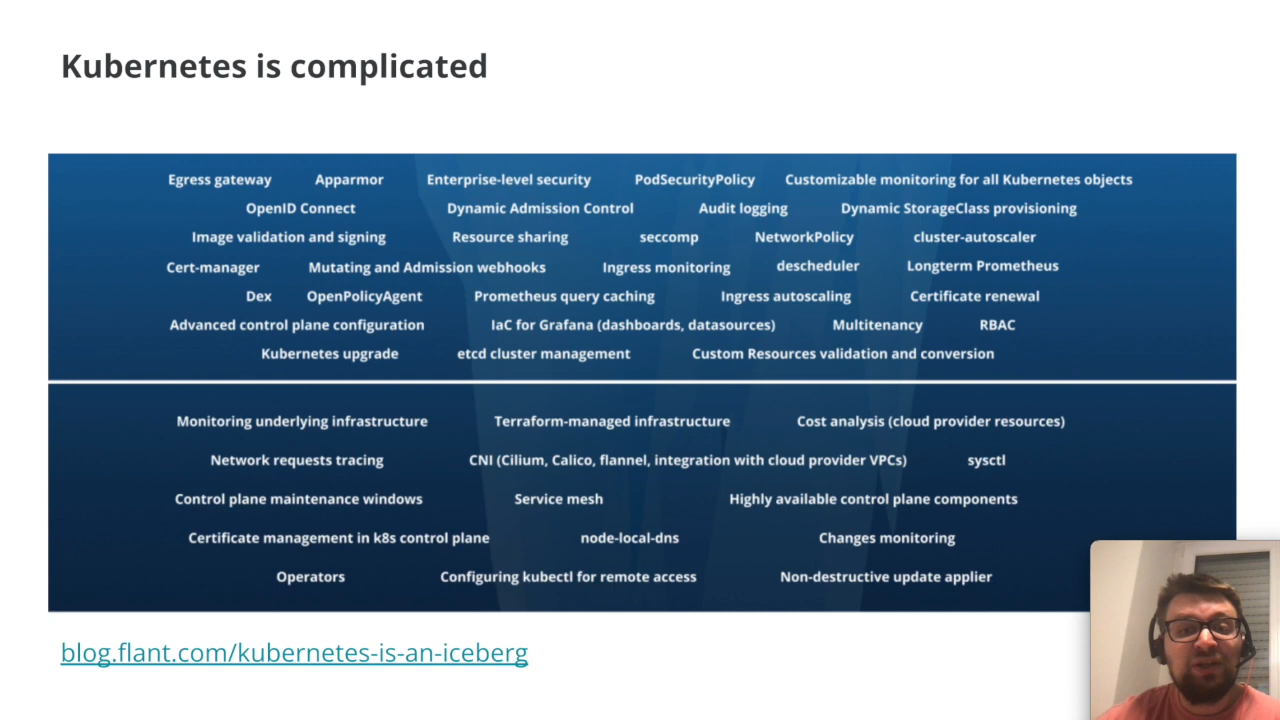 Kubernetes is complicated
Egress gateway Apparmor Enterprise-level security PodSecurityPolicy Customizable monitoring for all Kubernetes objects
OpenID Connect Dynamic Admission Control Audit logging Dynamic StorageClass provisioning
Image validation and signing Resource sharing seccomp NetworkPolicy cluster-autoscaler
Cert-manager Mutating and Admission webhooks Ingress monitoring descheduler Longterm Prometheus
Dex OpenPolicyAgent Prometheus query caching Ingress autoscaling Certificate renewal
Advanced control plane configuration IaC for Grafana (dashboards, datasources) Multitenancy RBAC
Kubernetes upgrade etcd cluster management Custom Resources validation and conversion
Monitoring underlying infrastructure Terraform-managed infrastructure Cost analysis (cloud provider resources)
Network requests tracing CNI (Cilium, Calico, flannel, integration with cloud provider VPCs) sysctl
Control plane maintenance windows Service mesh Highly available control plane components
Certificate management in k8s control plane node-local-dns Changes monitoring
Operators Configuring kubectl for remote access Non-destructive update applier
blog.flant.com/kubernetes-is-an-iceberg